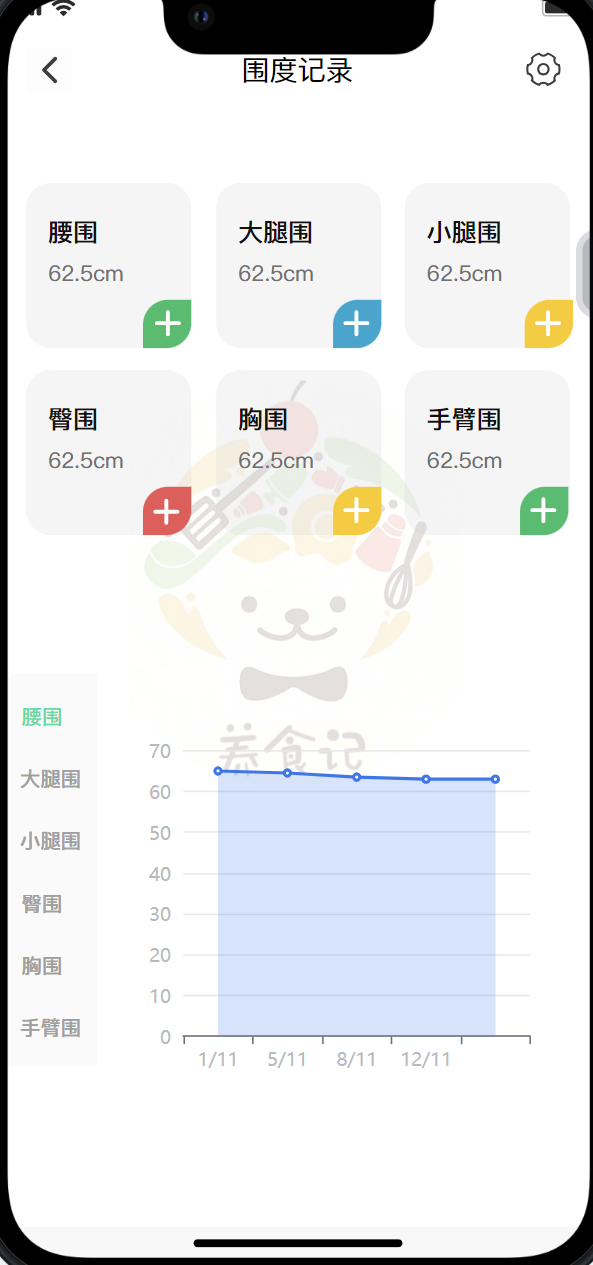 围度记录
腰围
62.5cm
大腿围
62.5cm
小腿围
62.5cm
臀围
62.5cm
胸围
62.5cm
手臂围
62.5cm
养食记
腰围
大腿围
小腿围
臀围
胸围
手臂围
70
60
50
40
30
20
10
0
1/11 5/11 8/11 12/11